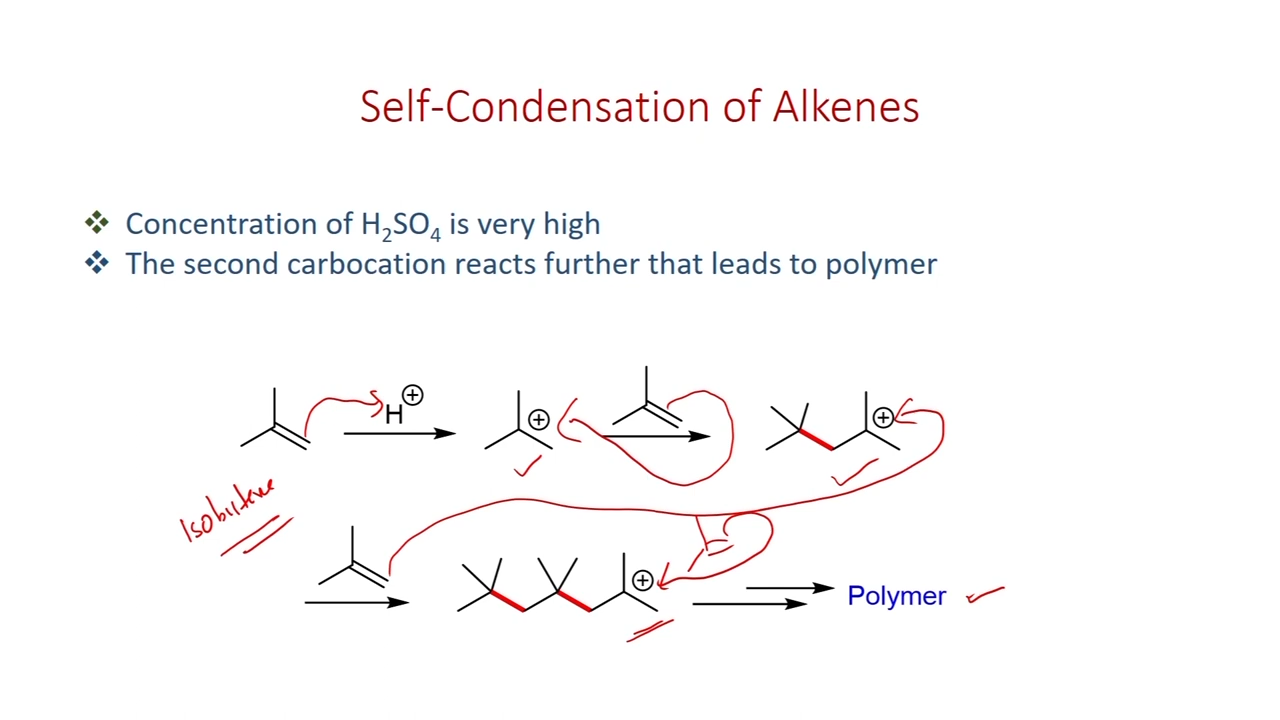 Self-Condensation of Alkenes
❖ Concentration of H₂SO₄ is very high
❖ The second carbocation reacts further that leads to polymer
H⊕
⊕
⊕
Isobutene
⊕
Polymer